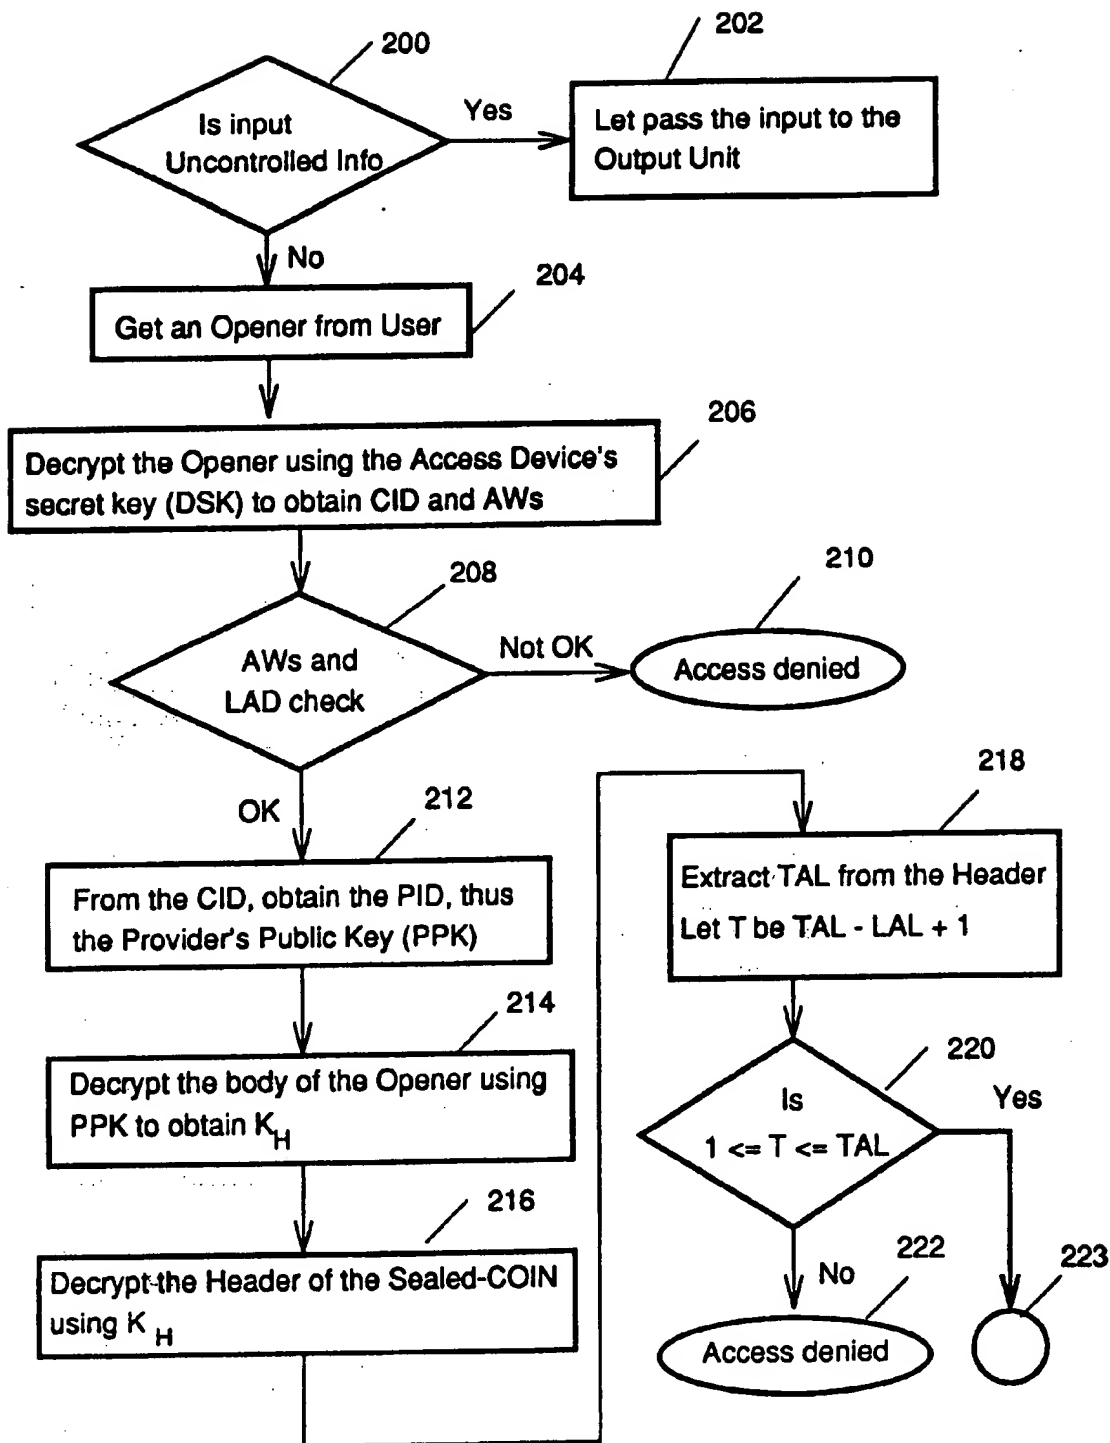 200
202
Is input
Uncontrolled Info
Yes
Let pass the input to the
Output Unit
No
204
Get an Opener from User
206
Decrypt the Opener using the Access Device's
secret key (DSK) to obtain CID and AWs
208
210
AWs and
LAD check
Not OK
Access denied
OK
212
From the CID, obtain the PID, thus
the Provider's Public Key (PPK)
214
Decrypt the body of the Opener using
PPK to obtain K_H
216
Decrypt the Header of the Sealed-COIN
using K_H
218
Extract TAL from the Header
Let T be TAL - LAL + 1
220
Is
1 <= T <= TAL
Yes
No
222
Access denied
223